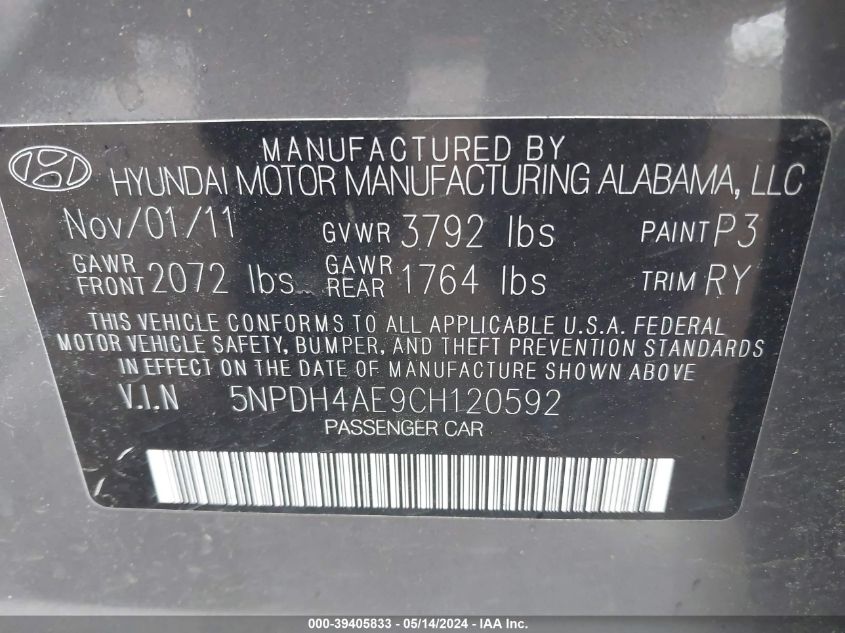 MANUFACTURED BY
HYUNDAI MOTOR MANUFACTURING ALABAMA, LLC
Nov/01/11 GVWR 3792 lbs PAINT P3
GAWR FRONT 2072 lbs GAWR REAR 1764 lbs TRIM RY
THIS VEHICLE CONFORMS TO ALL APPLICABLE U.S.A. FEDERAL
MOTOR VEHICLE SAFETY, BUMPER, AND THEFT PREVENTION STANDARDS
IN EFFECT ON THE DATE OF MANUFACTURE SHOWN ABOVE.
V.I.N 5NPDH4AE9CH120592
PASSENGER CAR
000-39405833 - 05/14/2024 - IAA Inc.